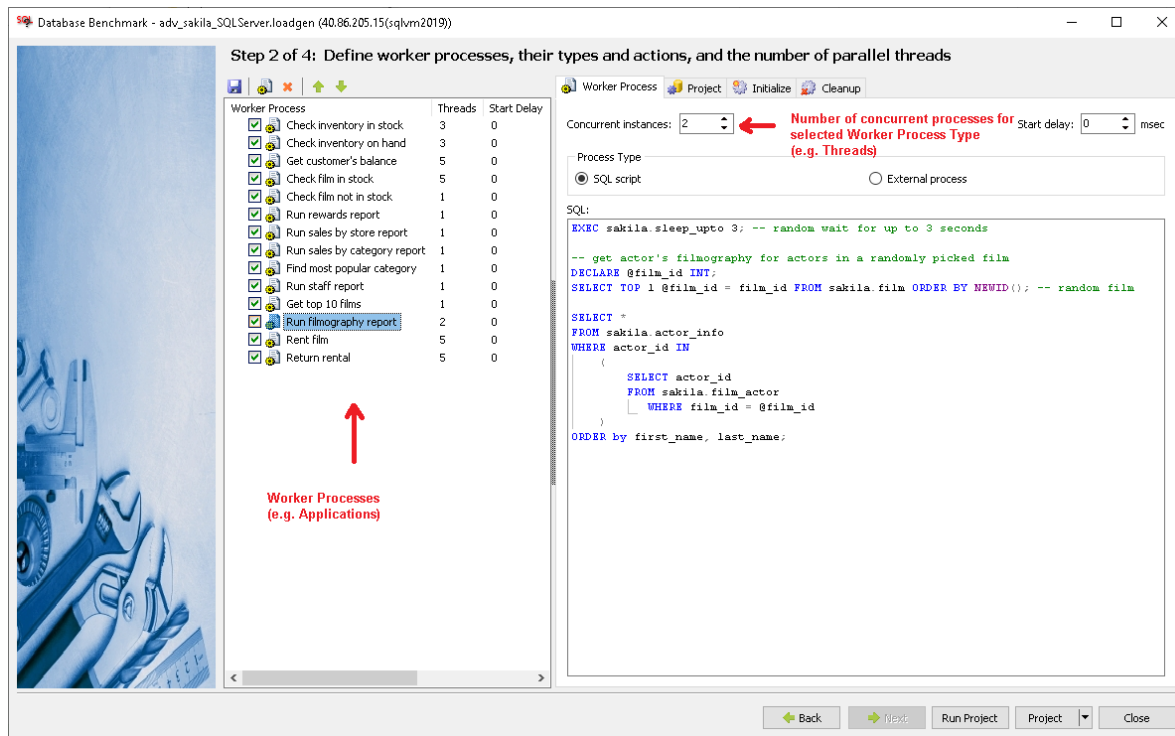 Database Benchmark - adv_sakila_SQLServer.loadgen (40.86.205.15(sqlvm2019))
Step 2 of 4: Define worker processes, their types and actions, and the number of parallel threads
Worker Process Threads Start Delay
Check inventory in stock 3 0
Check inventory on hand 3 0
Get customer's balance 5 0
Check film in stock 5 0
Check film not in stock 1 0
Run rewards report 1 0
Run sales by store report 1 0
Run sales by category report 1 0
Find most popular category 1 0
Run staff report 1 0
Get top 10 films 1 0
Run filmography report 2 0
Rent film 5 0
Return rental 5 0
Worker Processes
(e.g. Applications)
Worker Process Project Initialize Cleanup
Concurrent instances: 2
Number of concurrent processes for
selected Worker Process Type
(e.g. Threads)
Start delay: 0 msec
Process Type
SQL script External process
SQL:
EXEC sakila.sleep_upto 3; -- random wait for up to 3 seconds
-- get actor's filmography for actors in a randomly picked film
DECLARE @film_id INT;
SELECT TOP 1 @film_id = film_id FROM sakila.film ORDER BY NEWID(); -- random film
SELECT *
FROM sakila.actor_info
WHERE actor_id IN
(
SELECT actor_id
FROM sakila.film_actor
WHERE film_id = @film_id
)
ORDER by first_name, last_name;
Back Next Run Project Project Close